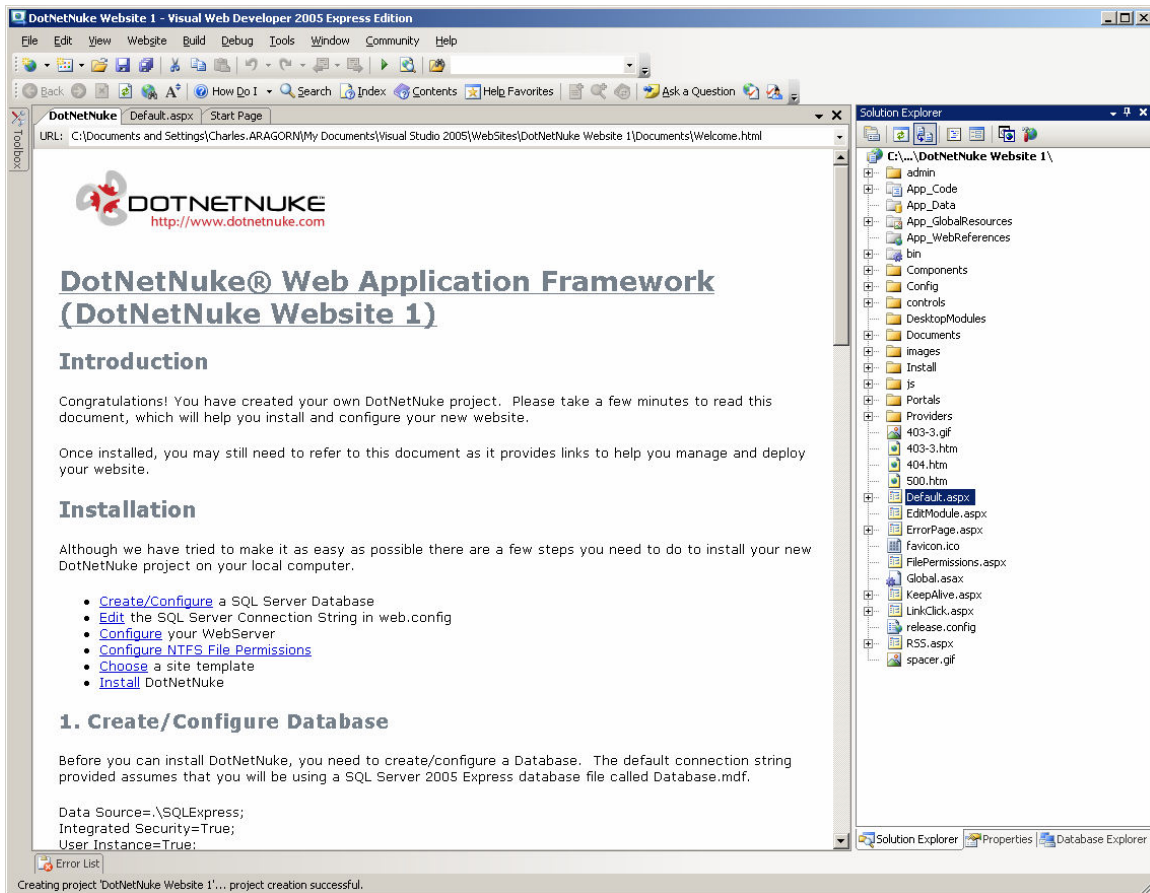 DotNetNuke Website 1 - Visual Web Developer 2005 Express Edition
File Edit View Website Build Debug Tools Window Community Help
Back How Do I Search Index Contents Help Favorites Ask a Question
Toolbox
DotNetNuke Default.aspx Start Page
URL: C:\Documents and Settings\Charles.ARAGORN\My Documents\Visual Studio 2005\WebSites\DotNetNuke Website 1\Documents\Welcome.html
DOTNETNUKE
http://www.dotnetnuke.com
DotNetNuke® Web Application Framework
(DotNetNuke Website 1)
Introduction
Congratulations! You have created your own DotNetNuke project. Please take a few minutes to read this
document, which will help you install and configure your new website.
Once installed, you may still need to refer to this document as it provides links to help you manage and deploy
your website.
Installation
Although we have tried to make it as easy as possible there are a few steps you need to do to install your new
DotNetNuke project on your local computer.
• Create/Configure a SQL Server Database
• Edit the SQL Server Connection String in web.config
• Configure your WebServer
• Configure NTFS File Permissions
• Choose a site template
• Install DotNetNuke
1. Create/Configure Database
Before you can install DotNetNuke, you need to create/configure a Database. The default connection string
provided assumes that you will be using a SQL Server 2005 Express database file called Database.mdf.
Data Source=.\SQLExpress;
Integrated Security=True;
User Instance=True;
Solution Explorer
C:\...\DotNetNuke Website 1\
admin
App_Code
App_Data
App_GlobalResources
App_WebReferences
bin
Components
Config
controls
DesktopModules
Documents
images
Install
js
Portals
Providers
403-3.gif
403-3.htm
404.htm
500.htm
Default.aspx
EditModule.aspx
ErrorPage.aspx
favicon.ico
FilePermissions.aspx
Global.asax
KeepAlive.aspx
LinkClick.aspx
release.config
RSS.aspx
spacer.gif
Solution Explorer Properties Database Explorer
Error List
Creating project 'DotNetNuke Website 1'... project creation successful.